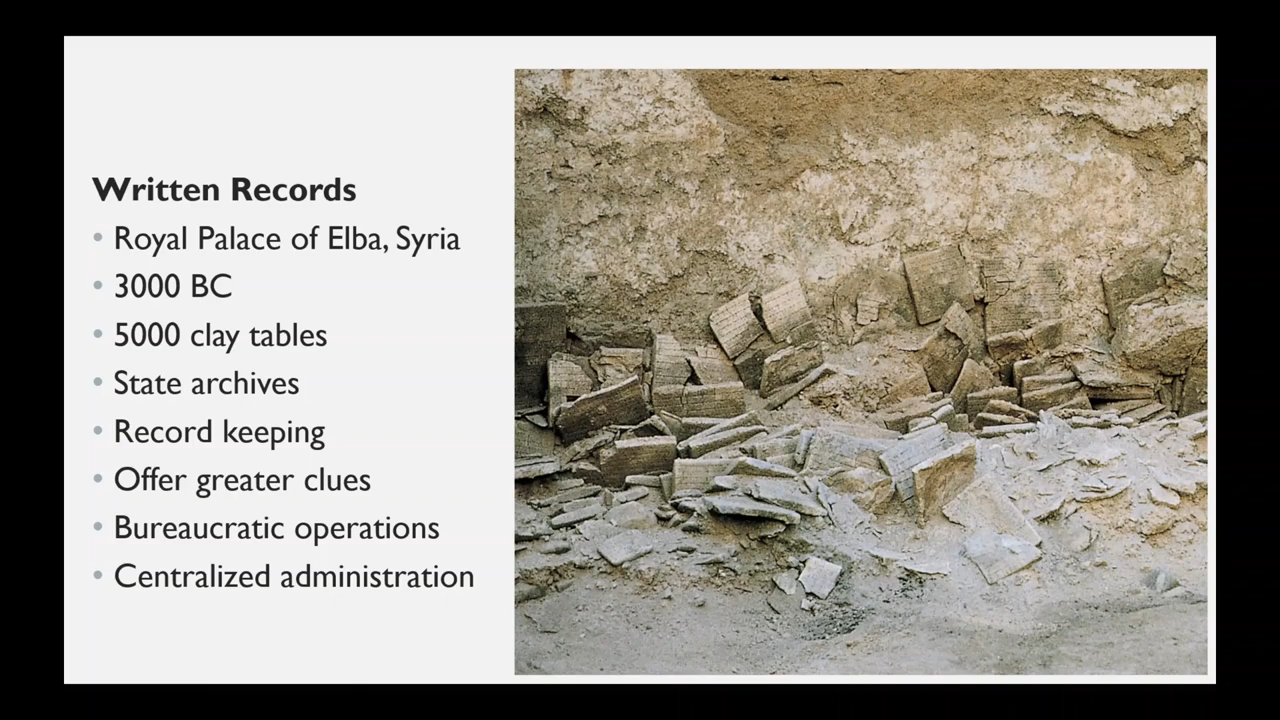 Written Records
• Royal Palace of Elba, Syria
• 3000 BC
• 5000 clay tables
• State archives
• Record keeping
• Offer greater clues
• Bureaucratic operations
• Centralized administration